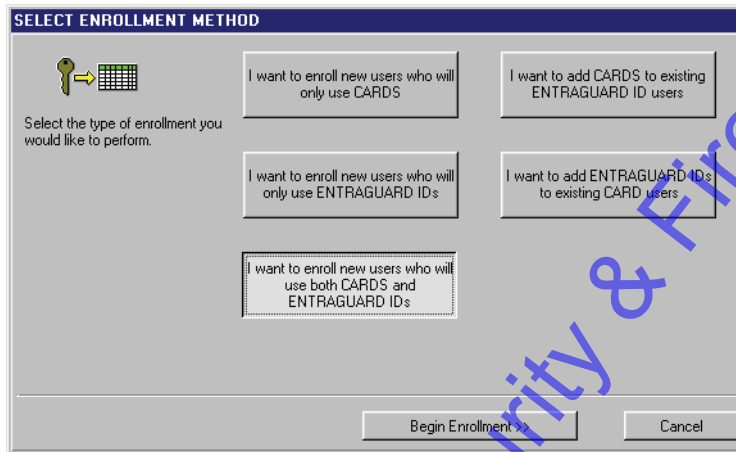 SELECT ENROLLMENT METHOD
Select the type of enrollment you
would like to perform.
I want to enroll new users who will
only use CARDS
I want to add CARDS to existing
ENTRAGUARD ID users
I want to enroll new users who will
only use ENTRAGUARD IDs
I want to add ENTRAGUARD IDs
to existing CARD users
I want to enroll new users who will
use both CARDS and
ENTRAGUARD IDs
Begin Enrollment >>
Cancel
urity & Fire